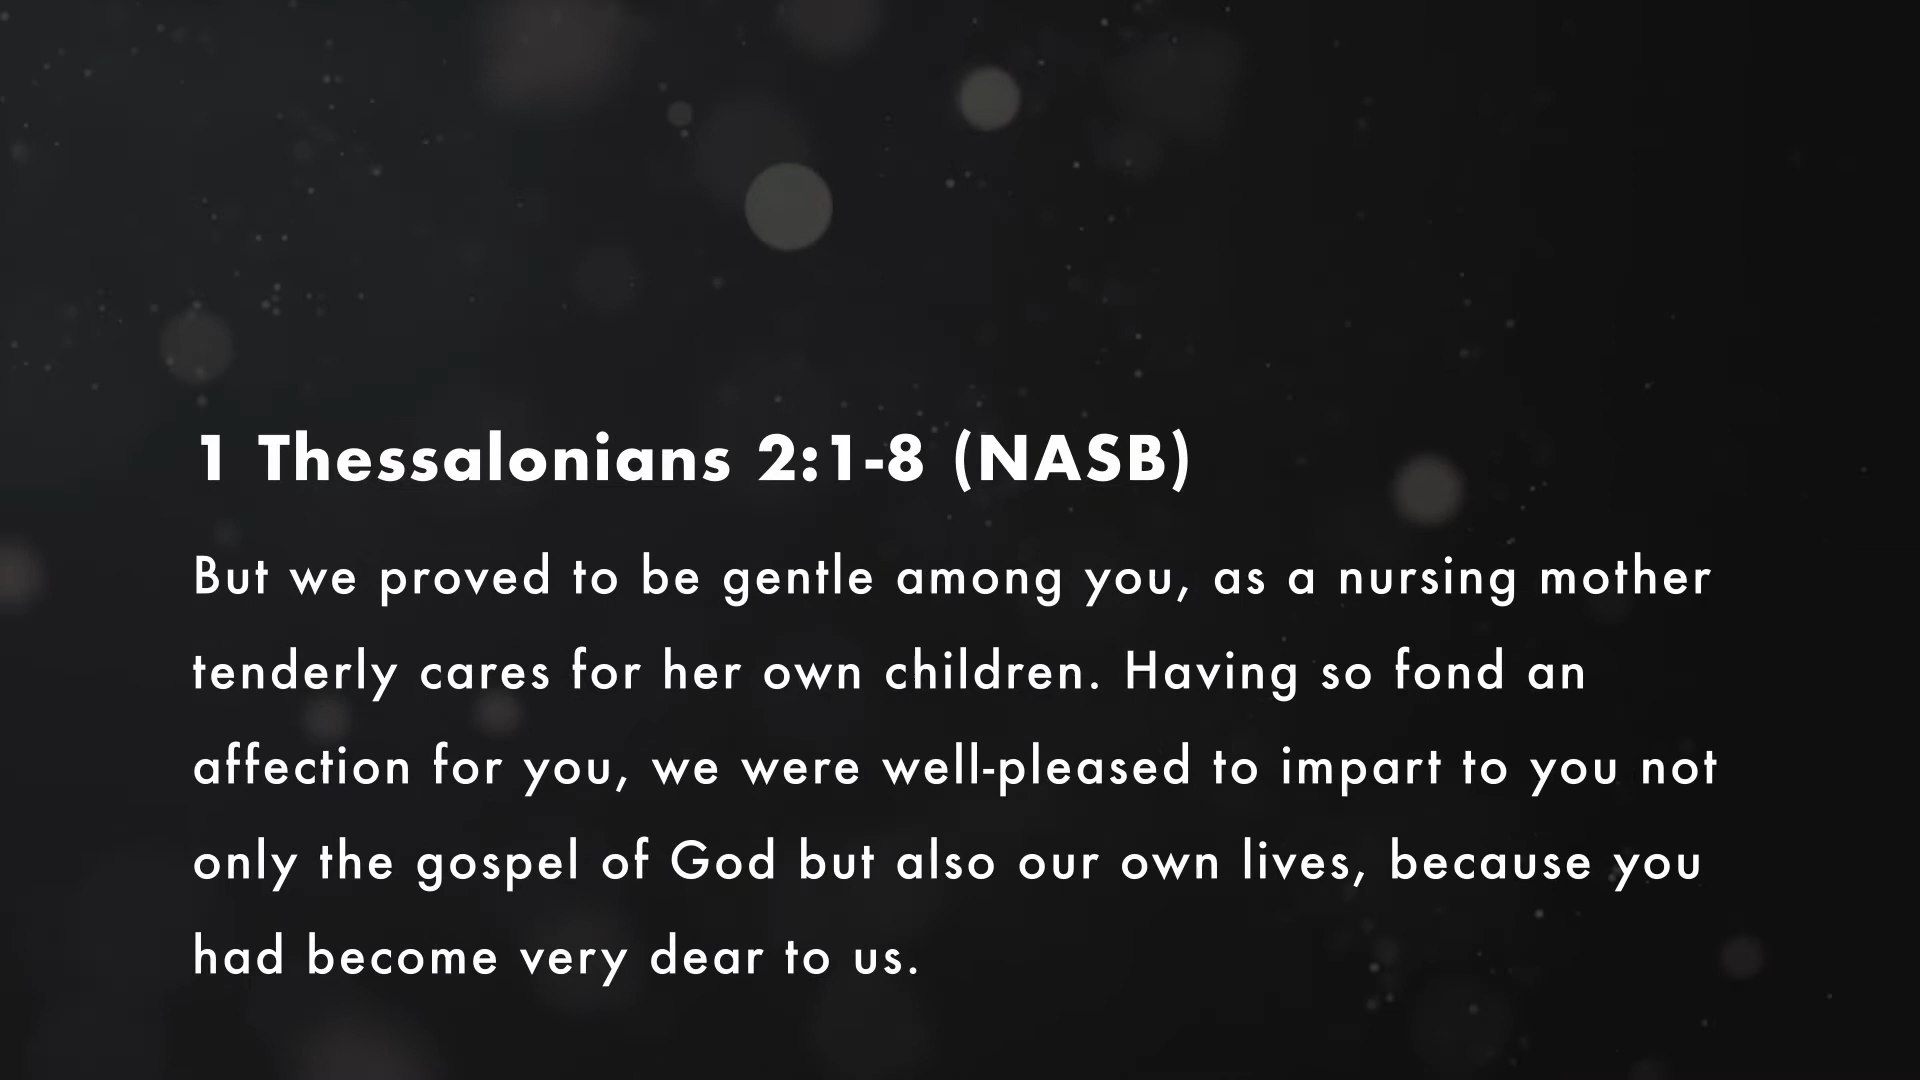 1 Thessalonians 2:1-8 (NASB)
But we proved to be gentle among you, as a nursing mother
tenderly cares for her own children. Having so fond an
affection for you, we were well-pleased to impart to you not
only the gospel of God but also our own lives, because you
had become very dear to us.